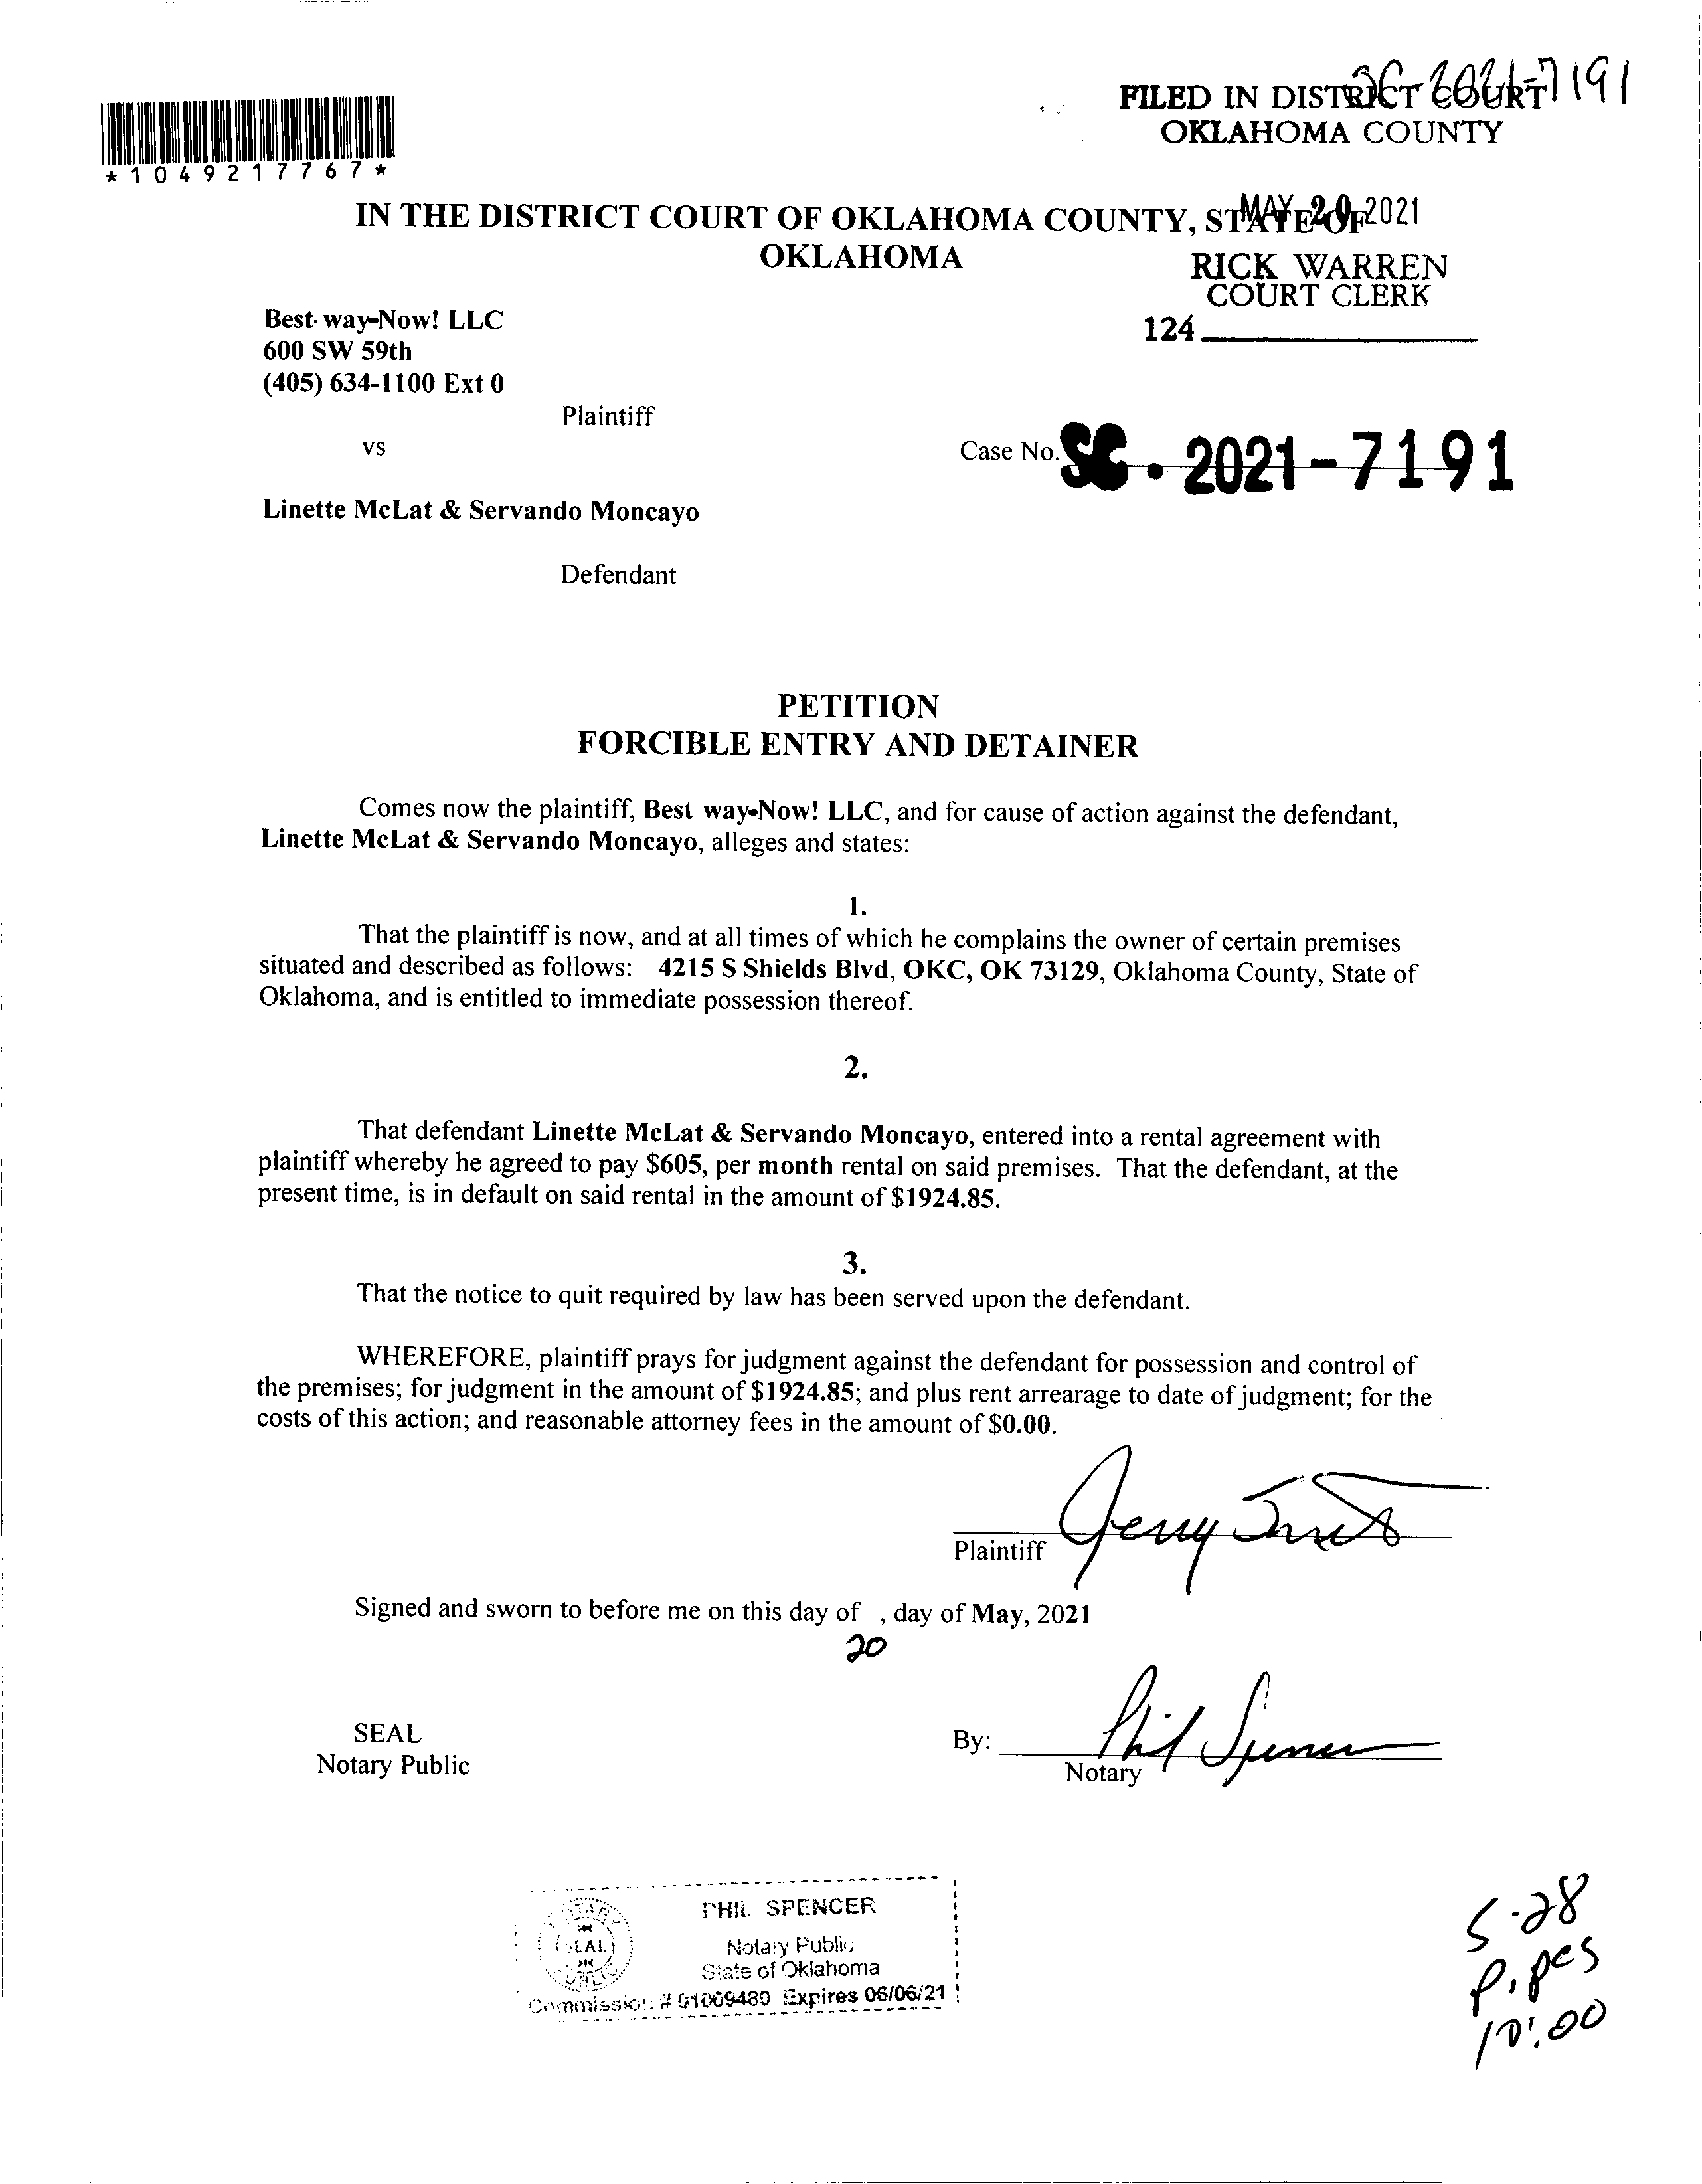 SC-2021-7191
FILED IN DISTRICT COURT
OKLAHOMA COUNTY
*1049217767*
MAY 20 2021
IN THE DISTRICT COURT OF OKLAHOMA COUNTY, STATE OF
OKLAHOMA
RICK WARREN
COURT CLERK
124
Best way-Now! LLC
600 SW 59th
(405) 634-1100 Ext 0
Plaintiff
vs
Case No. SC - 2021-7191
Linette McLat & Servando Moncayo
Defendant
PETITION
FORCIBLE ENTRY AND DETAINER
Comes now the plaintiff, Best way-Now! LLC, and for cause of action against the defendant,
Linette McLat & Servando Moncayo, alleges and states:
1.
That the plaintiff is now, and at all times of which he complains the owner of certain premises
situated and described as follows: 4215 S Shields Blvd, OKC, OK 73129, Oklahoma County, State of
Oklahoma, and is entitled to immediate possession thereof.
2.
That defendant Linette McLat & Servando Moncayo, entered into a rental agreement with
plaintiff whereby he agreed to pay $605, per month rental on said premises. That the defendant, at the
present time, is in default on said rental in the amount of $1924.85.
3.
That the notice to quit required by law has been served upon the defendant.
WHEREFORE, plaintiff prays for judgment against the defendant for possession and control of
the premises; for judgment in the amount of $1924.85; and plus rent arrearage to date of judgment; for the
costs of this action; and reasonable attorney fees in the amount of $0.00.
Jerry
Plaintiff
Signed and sworn to before me on this day of , day of May, 2021
20
SEAL
Notary Public
By: Phil Spencer
Notary
NOTARY
SEAL
PUBLIC
PHIL SPENCER
Notary Public
State of Oklahoma
Commission # 01009480 Expires 06/06/21
5-28
10:00